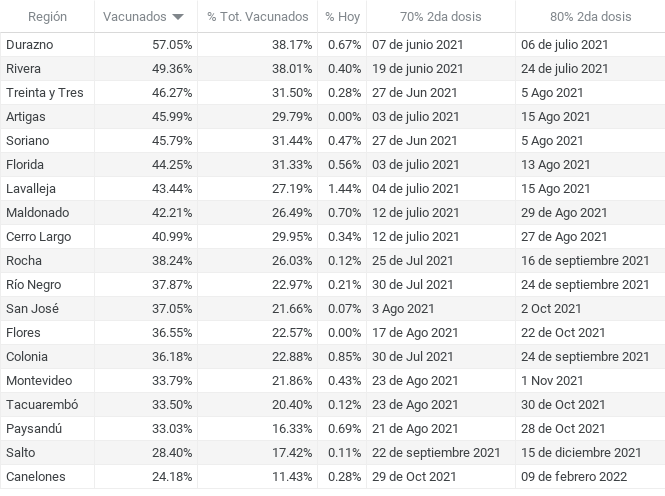 Región Vacunados % Tot. Vacunados % Hoy 70% 2da dosis 80% 2da dosis
Durazno 57.05% 38.17% 0.67% 07 de junio 2021 06 de julio 2021
Rivera 49.36% 38.01% 0.40% 19 de junio 2021 24 de julio 2021
Treinta y Tres 46.27% 31.50% 0.28% 27 de Jun 2021 5 Ago 2021
Artigas 45.99% 29.79% 0.00% 03 de julio 2021 15 Ago 2021
Soriano 45.79% 31.44% 0.47% 27 de Jun 2021 5 Ago 2021
Florida 44.25% 31.33% 0.56% 03 de julio 2021 13 Ago 2021
Lavalleja 43.44% 27.19% 1.44% 04 de julio 2021 15 Ago 2021
Maldonado 42.21% 26.49% 0.70% 12 de julio 2021 29 de Ago 2021
Cerro Largo 40.99% 29.95% 0.34% 12 de julio 2021 27 de Ago 2021
Rocha 38.24% 26.03% 0.12% 25 de Jul 2021 16 de septiembre 2021
Río Negro 37.87% 22.97% 0.21% 30 de Jul 2021 24 de septiembre 2021
San José 37.05% 21.66% 0.07% 3 Ago 2021 2 Oct 2021
Flores 36.55% 22.57% 0.00% 17 de Ago 2021 22 de Oct 2021
Colonia 36.18% 22.88% 0.85% 30 de Jul 2021 24 de septiembre 2021
Montevideo 33.79% 21.86% 0.43% 23 de Ago 2021 1 Nov 2021
Tacuarembó 33.50% 20.40% 0.12% 23 de Ago 2021 30 de Oct 2021
Paysandú 33.03% 16.33% 0.69% 21 de Ago 2021 28 de Oct 2021
Salto 28.40% 17.42% 0.11% 22 de septiembre 2021 15 de diciembre 2021
Canelones 24.18% 11.43% 0.28% 29 de Oct 2021 09 de febrero 2022